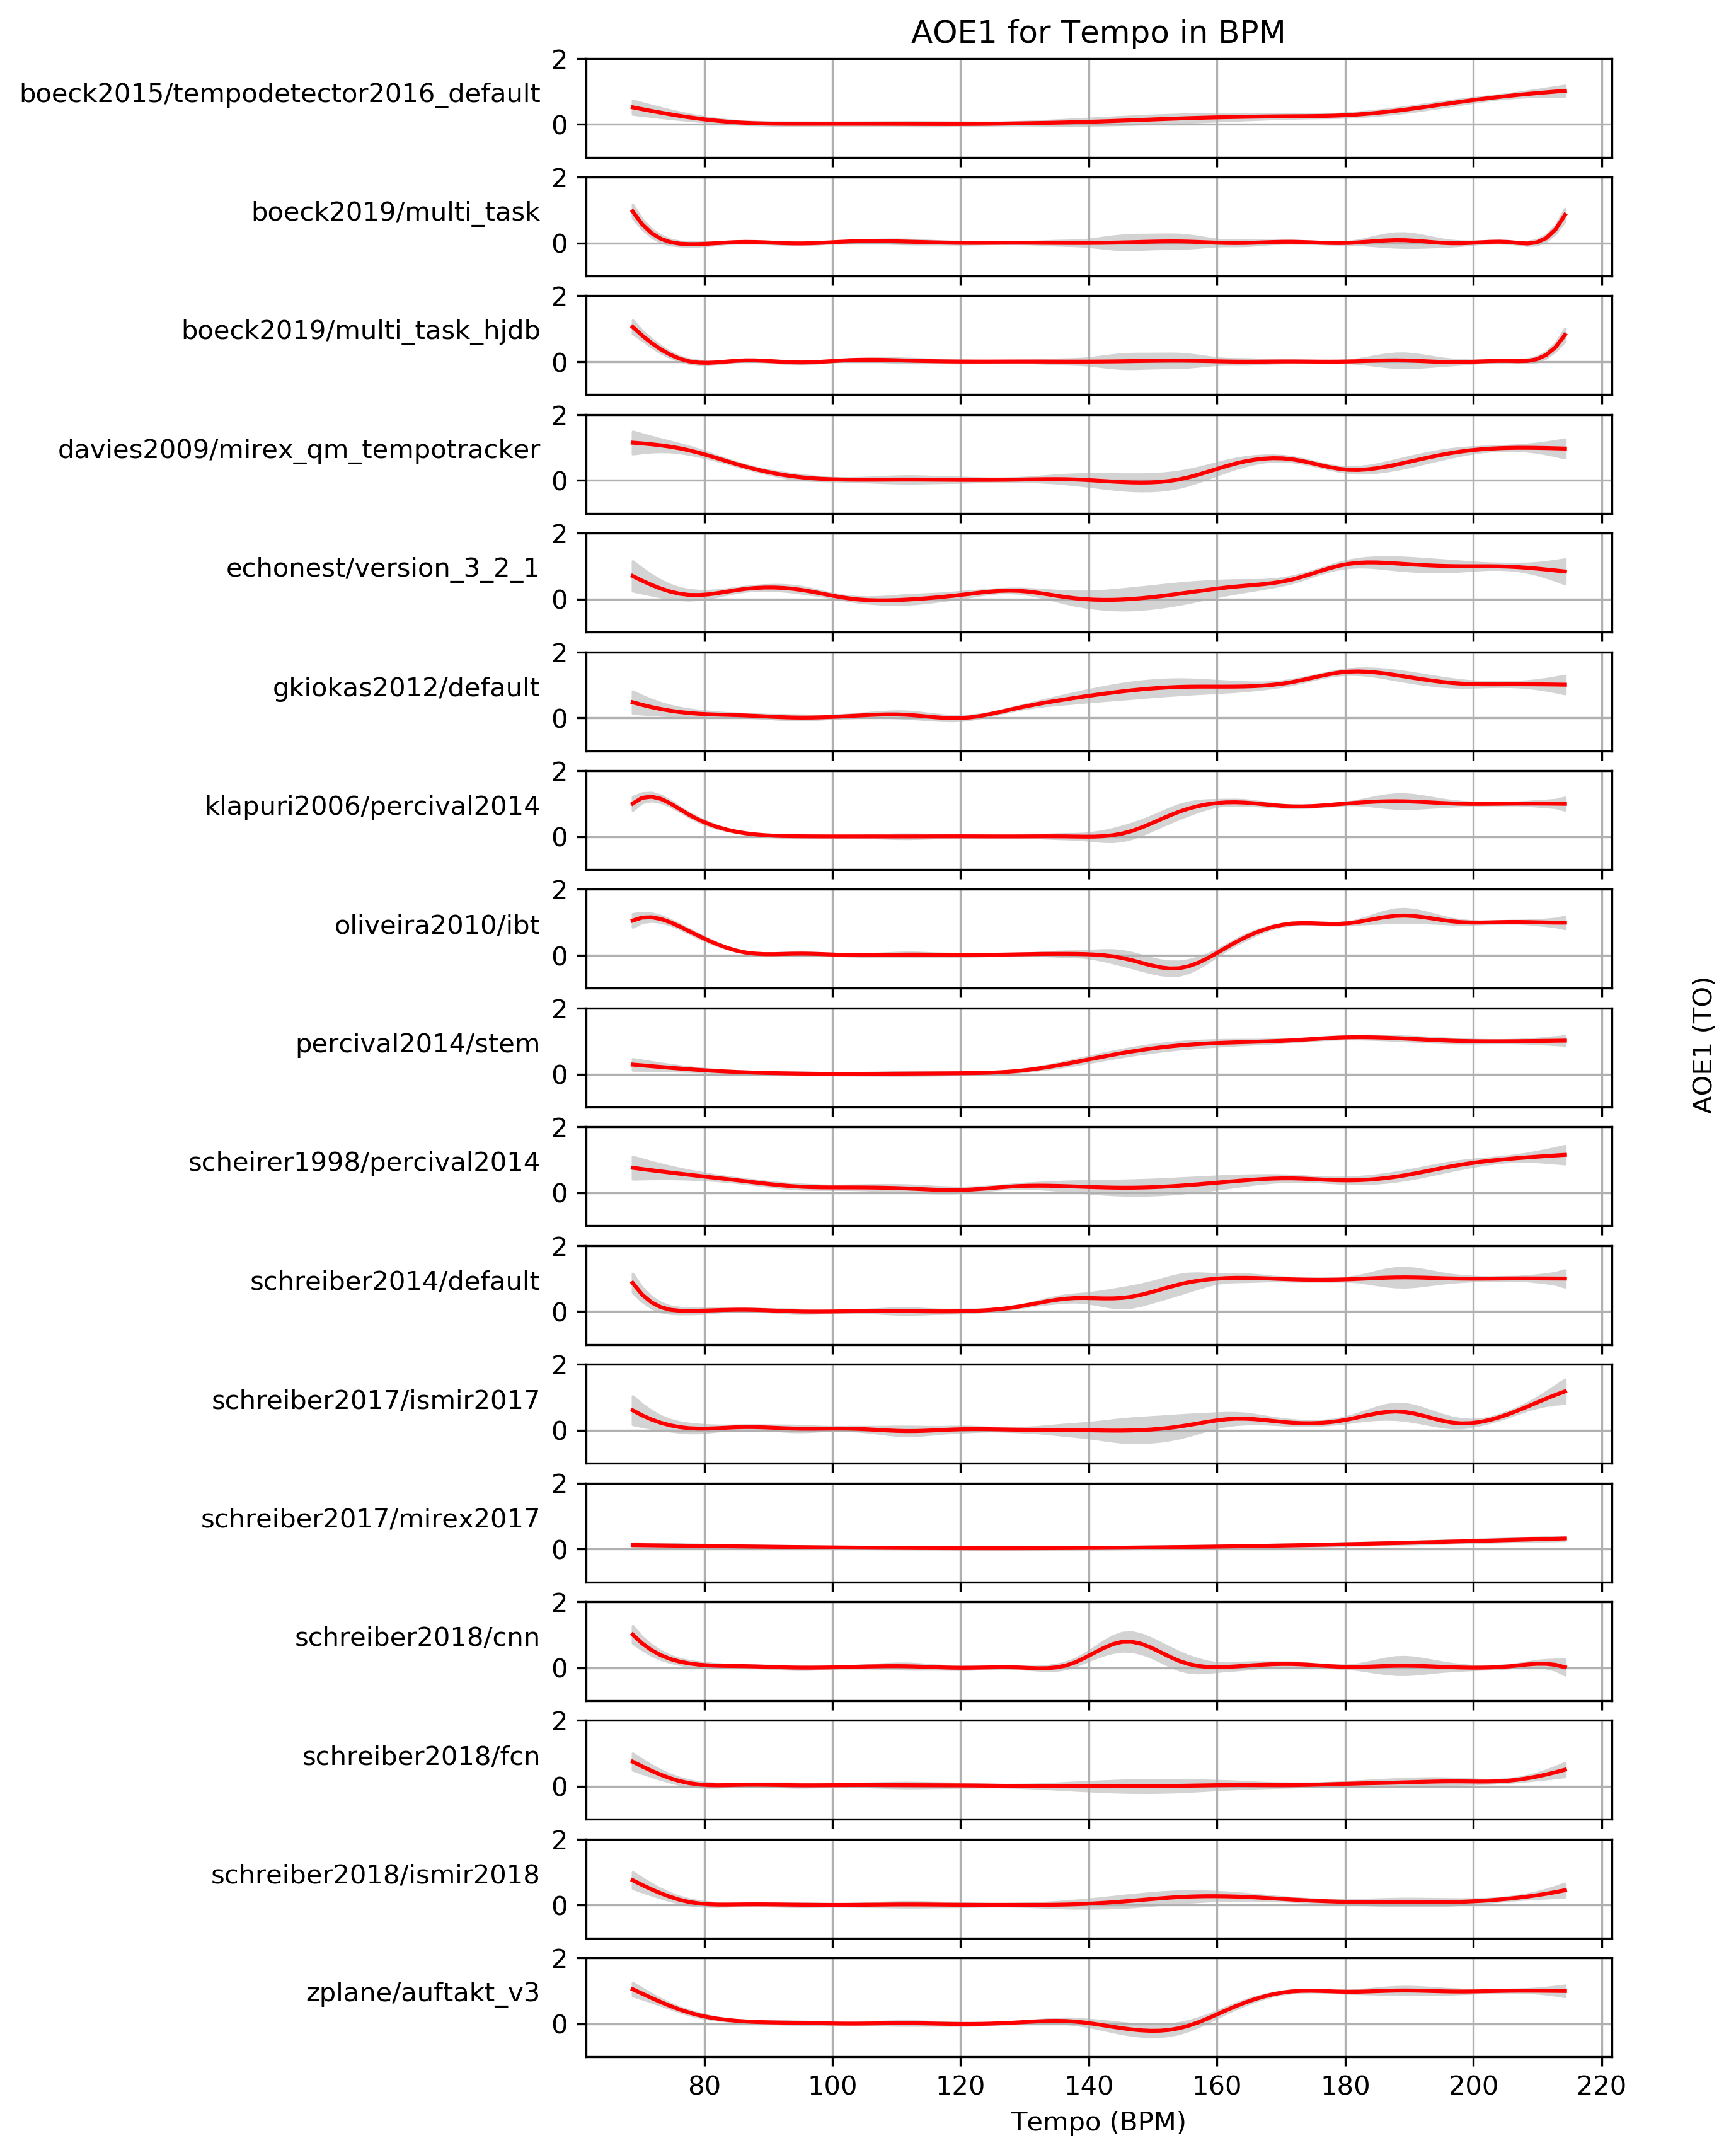 AOE1 for Tempo in BPM
boeck2015/tempodetector2016_default
2
0
boeck2019/multi_task
2
0
boeck2019/multi_task_hjdb
2
0
davies2009/mirex_qm_tempotracker
2
0
echonest/version_3_2_1
2
0
gkiokas2012/default
2
0
klapuri2006/percival2014
2
0
oliveira2010/ibt
2
0
percival2014/stem
2
0
scheirer1998/percival2014
2
0
schreiber2014/default
2
0
schreiber2017/ismir2017
2
0
schreiber2017/mirex2017
2
0
schreiber2018/cnn
2
0
schreiber2018/fcn
2
0
schreiber2018/ismir2018
2
0
zplane/auftakt_v3
2
0
80 100 120 140 160 180 200 220
Tempo (BPM)
AOE1 (TO)